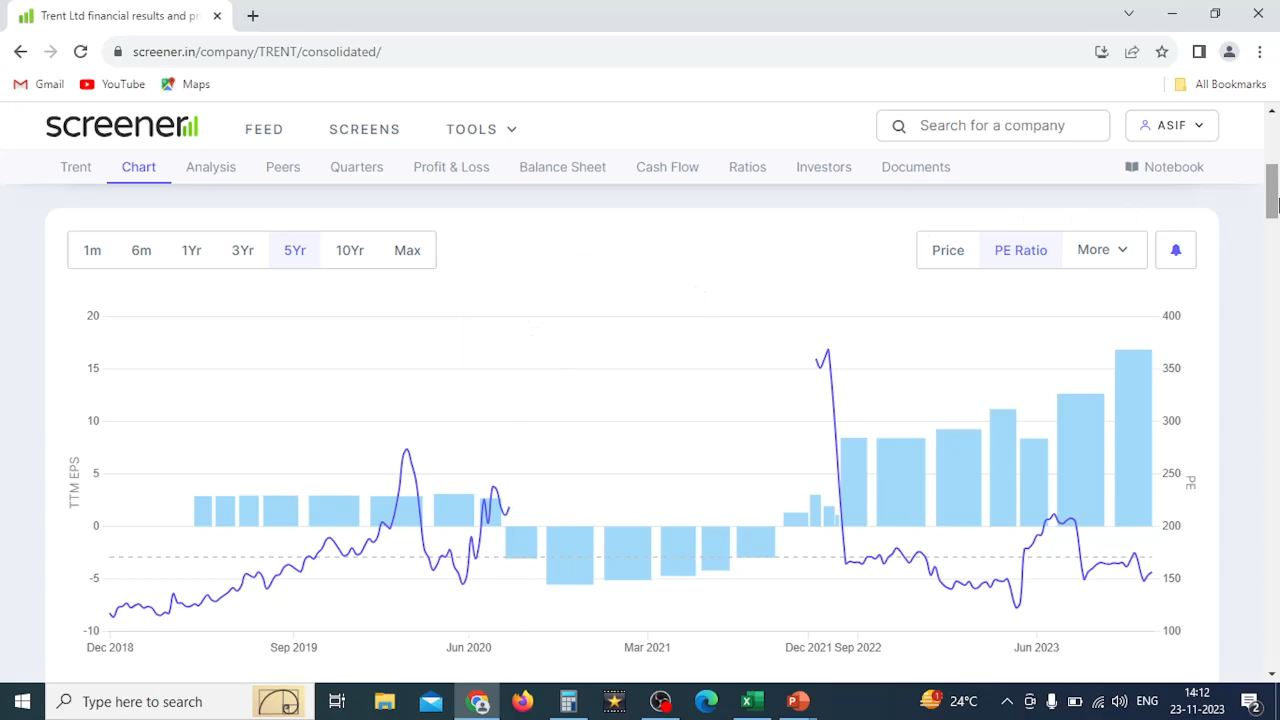 Trent Ltd financial results and pr
screener.in/company/TRENT/consolidated/
Gmail YouTube Maps All Bookmarks
screener FEED SCREENS TOOLS Search for a company ASIF
Trent Chart Analysis Peers Quarters Profit & Loss Balance Sheet Cash Flow Ratios Investors Documents Notebook
1m 6m 1Yr 3Yr 5Yr 10Yr Max Price PE Ratio More
20 400
15 350
10 300
5 250
TTM EPS PE
0 200
-5 150
-10 100
Dec 2018 Sep 2019 Jun 2020 Mar 2021 Dec 2021 Sep 2022 Jun 2023
Type here to search 1 24°C ENG 14:12
23-11-2023 2